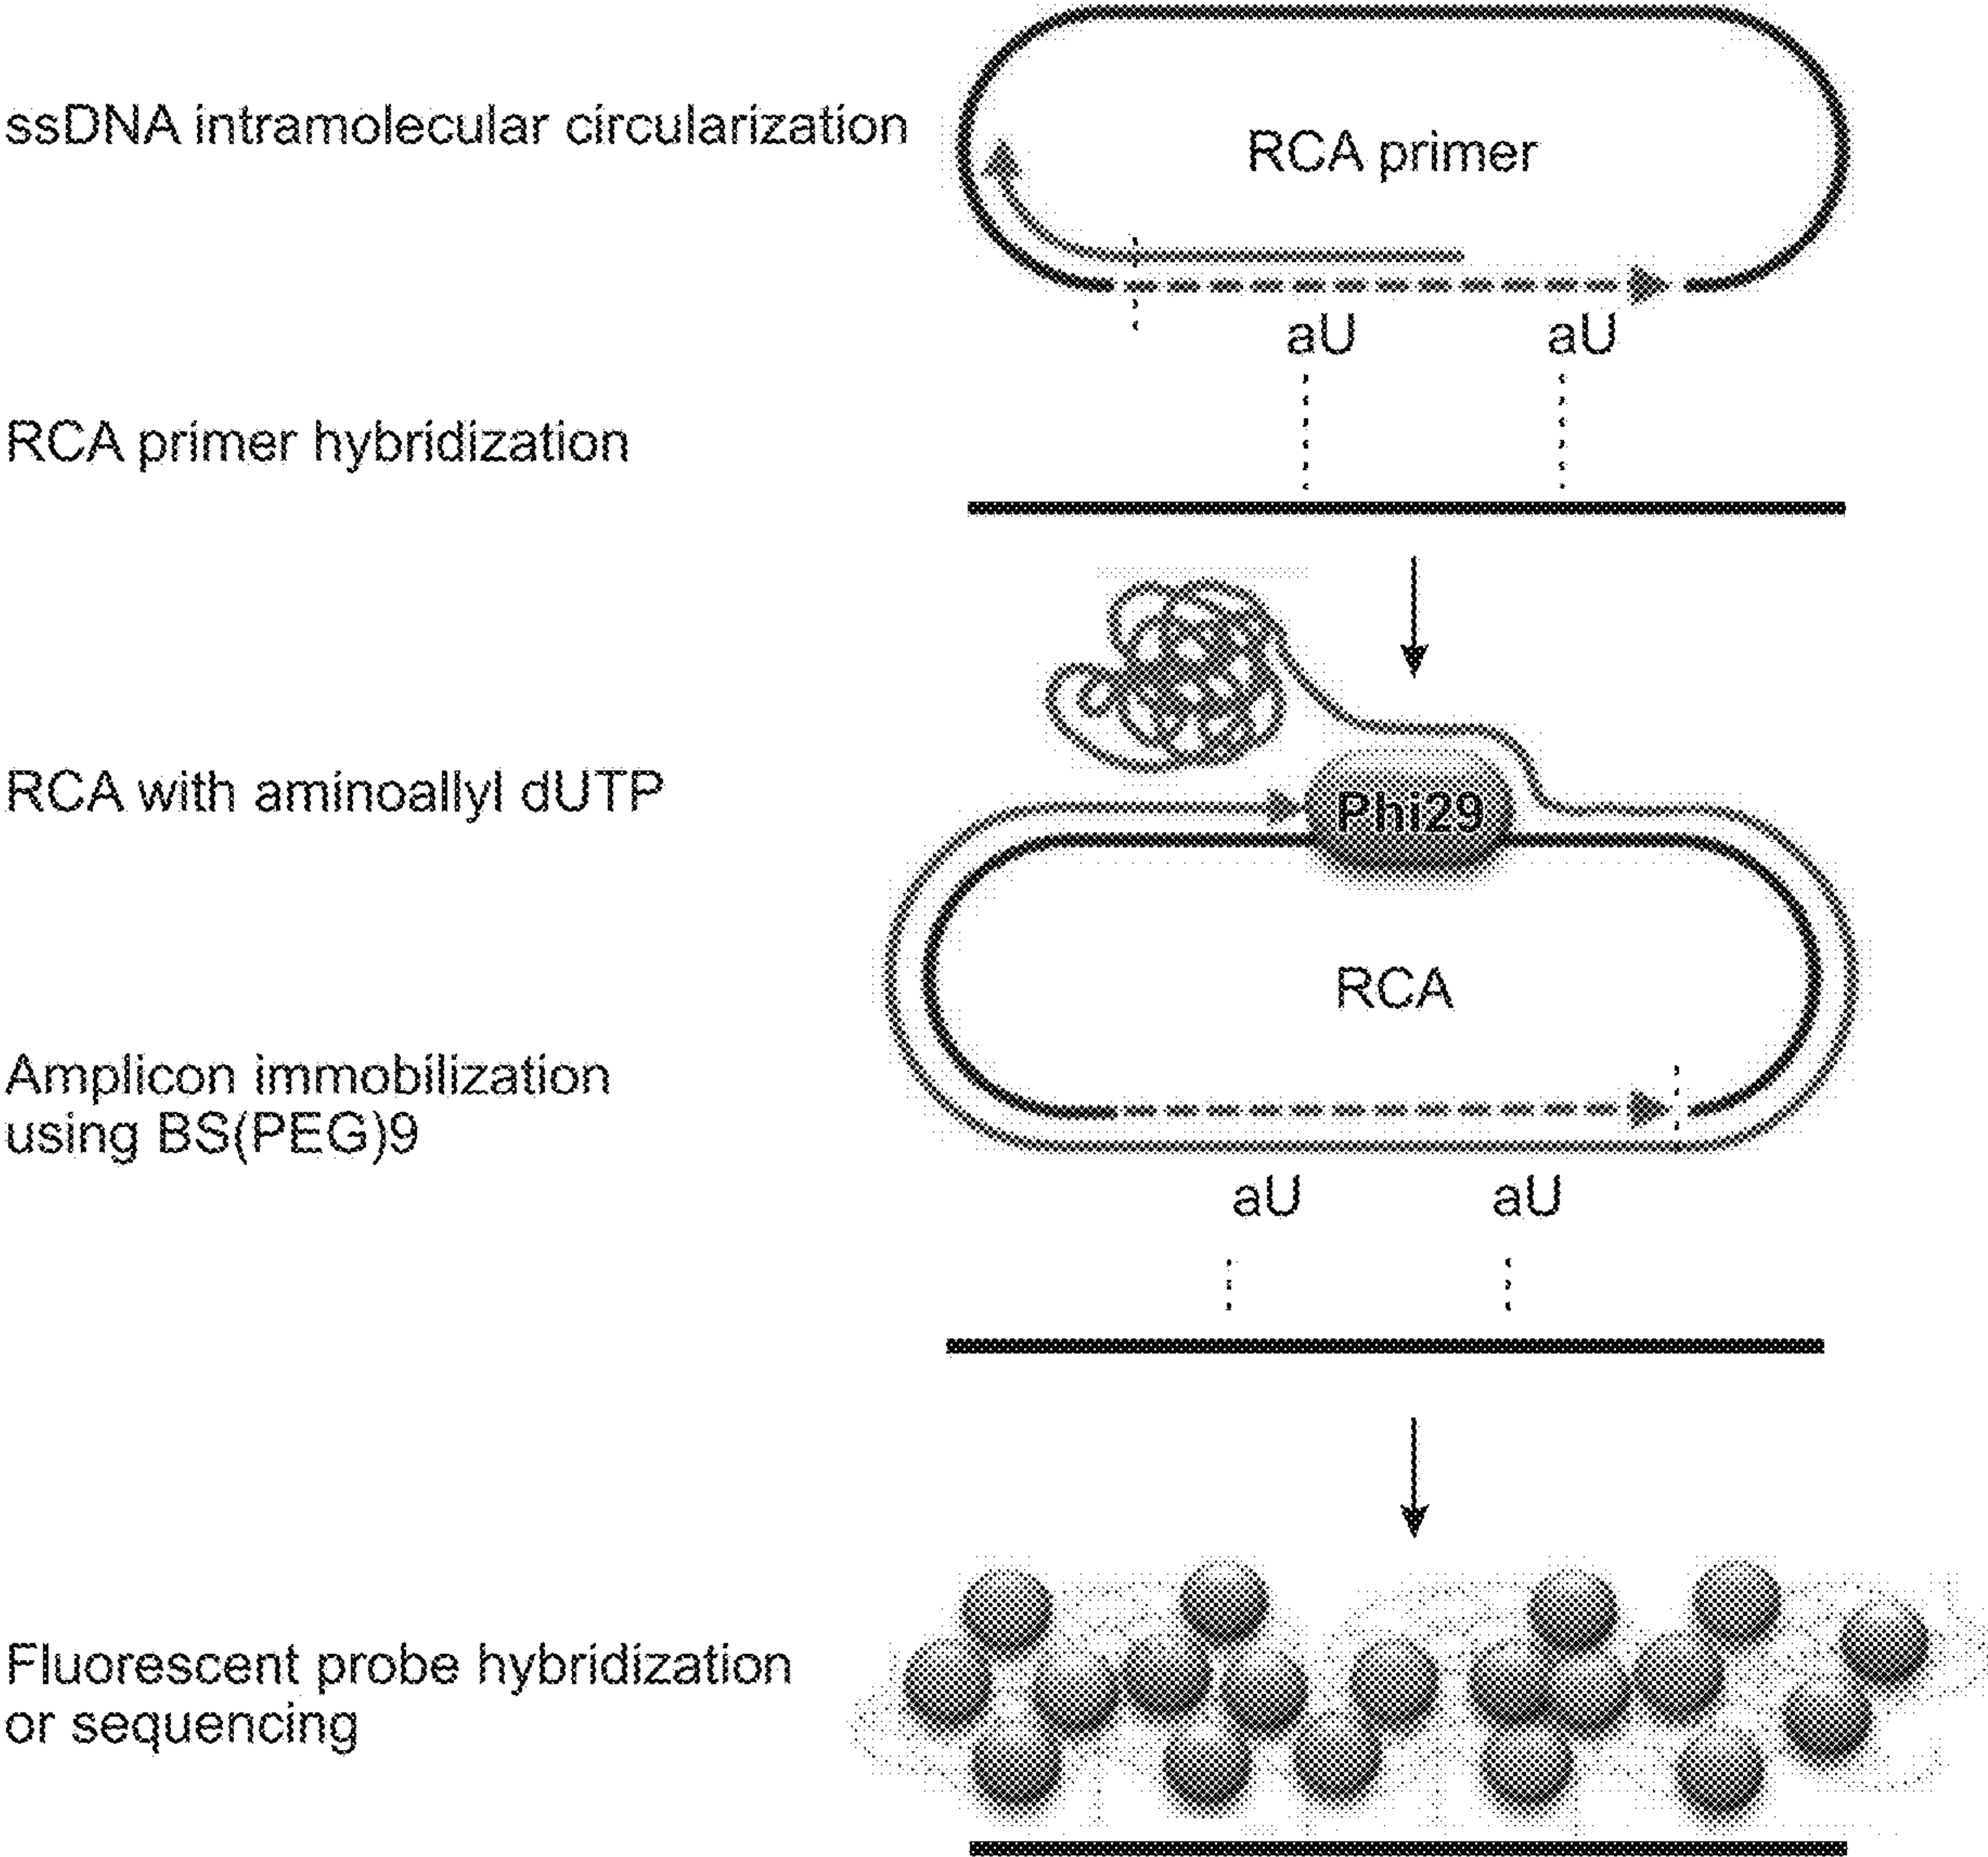 ssDNA intramolecular circularization
RCA primer
aU aU
RCA primer hybridization
RCA with aminoallyl dUTP
Phi29
RCA
Amplicon immobilization
using BS(PEG)9
aU aU
Fluorescent probe hybridization
or sequencing